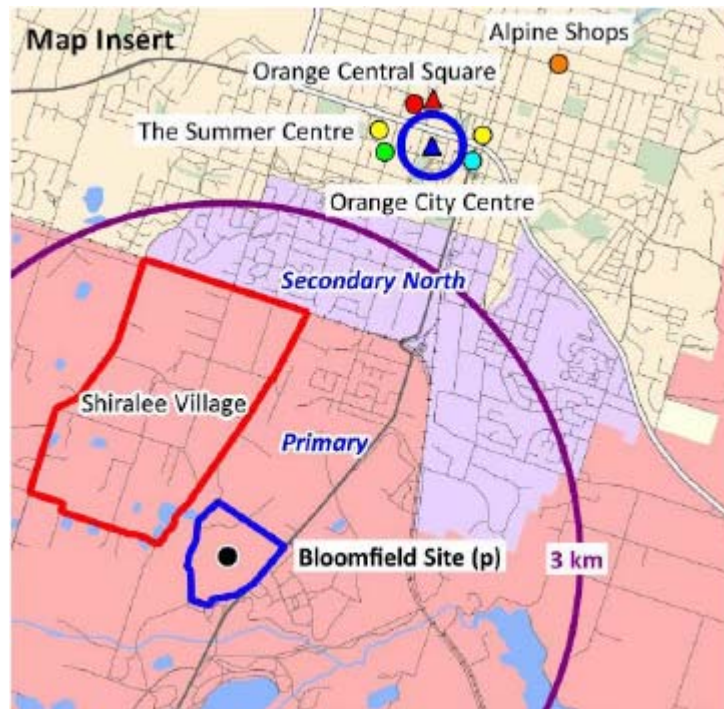 Map Insert
Alpine Shops
Orange Central Square
The Summer Centre
Orange City Centre
Secondary North
Shiralee Village
Primary
Bloomfield Site (p)
3 km